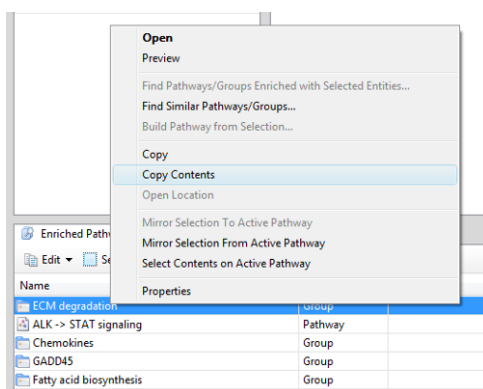 Open
Preview
Find Pathways/Groups Enriched with Selected Entities...
Find Similar Pathways/Groups...
Build Pathway from Selection...
Copy
Copy Contents
Open Location
Mirror Selection To Active Pathway
Mirror Selection From Active Pathway
Select Contents on Active Pathway
Properties
Enriched Pathw
Edit Se
Name
ECM degradation Group
ALK -> STAT signaling Pathway
Chemokines Group
GADD45 Group
Fatty acid biosynthesis Group